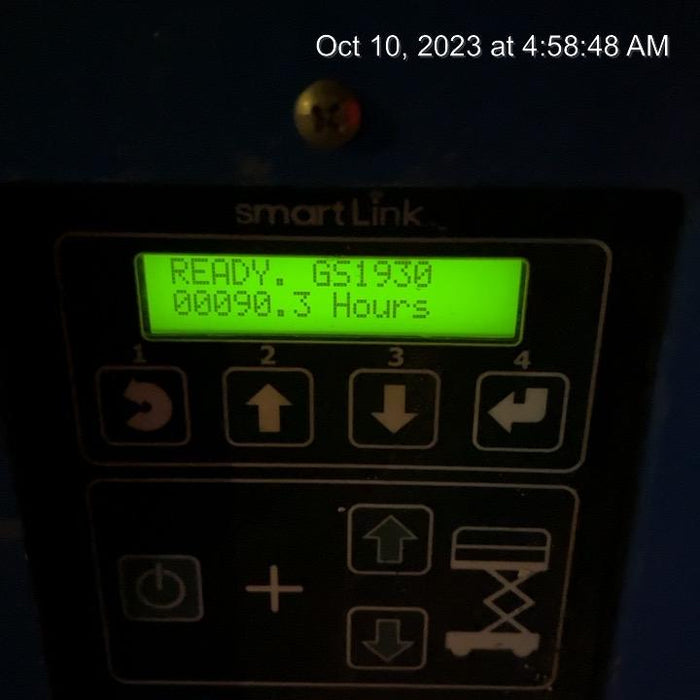 Oct 10, 2023 at 4:58:48 AM
smartLink
READY. GS1930
00090.3 Hours
1 2 3 4